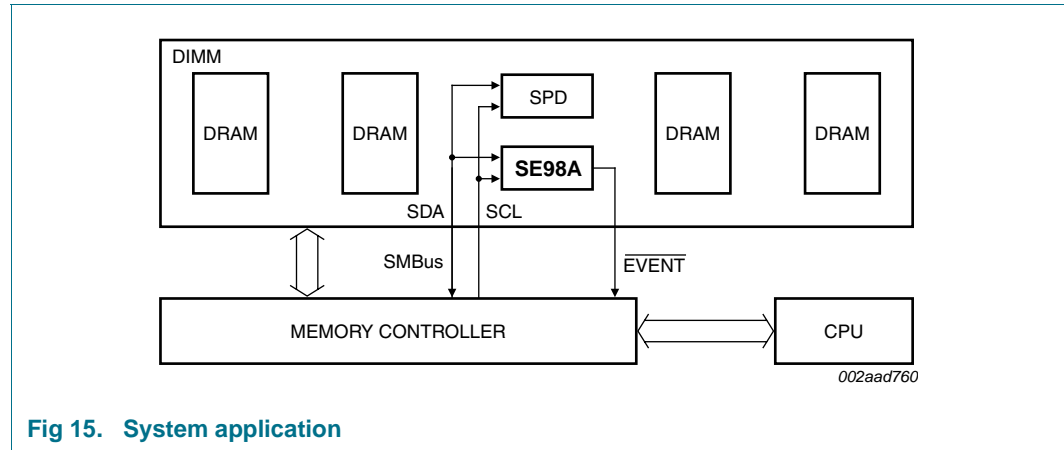 DIMM
DRAM
DRAM
SPD
SE98A
DRAM
DRAM
SDA
SCL
SMBus
EVENT
MEMORY CONTROLLER
CPU
002aad760
Fig 15. System application